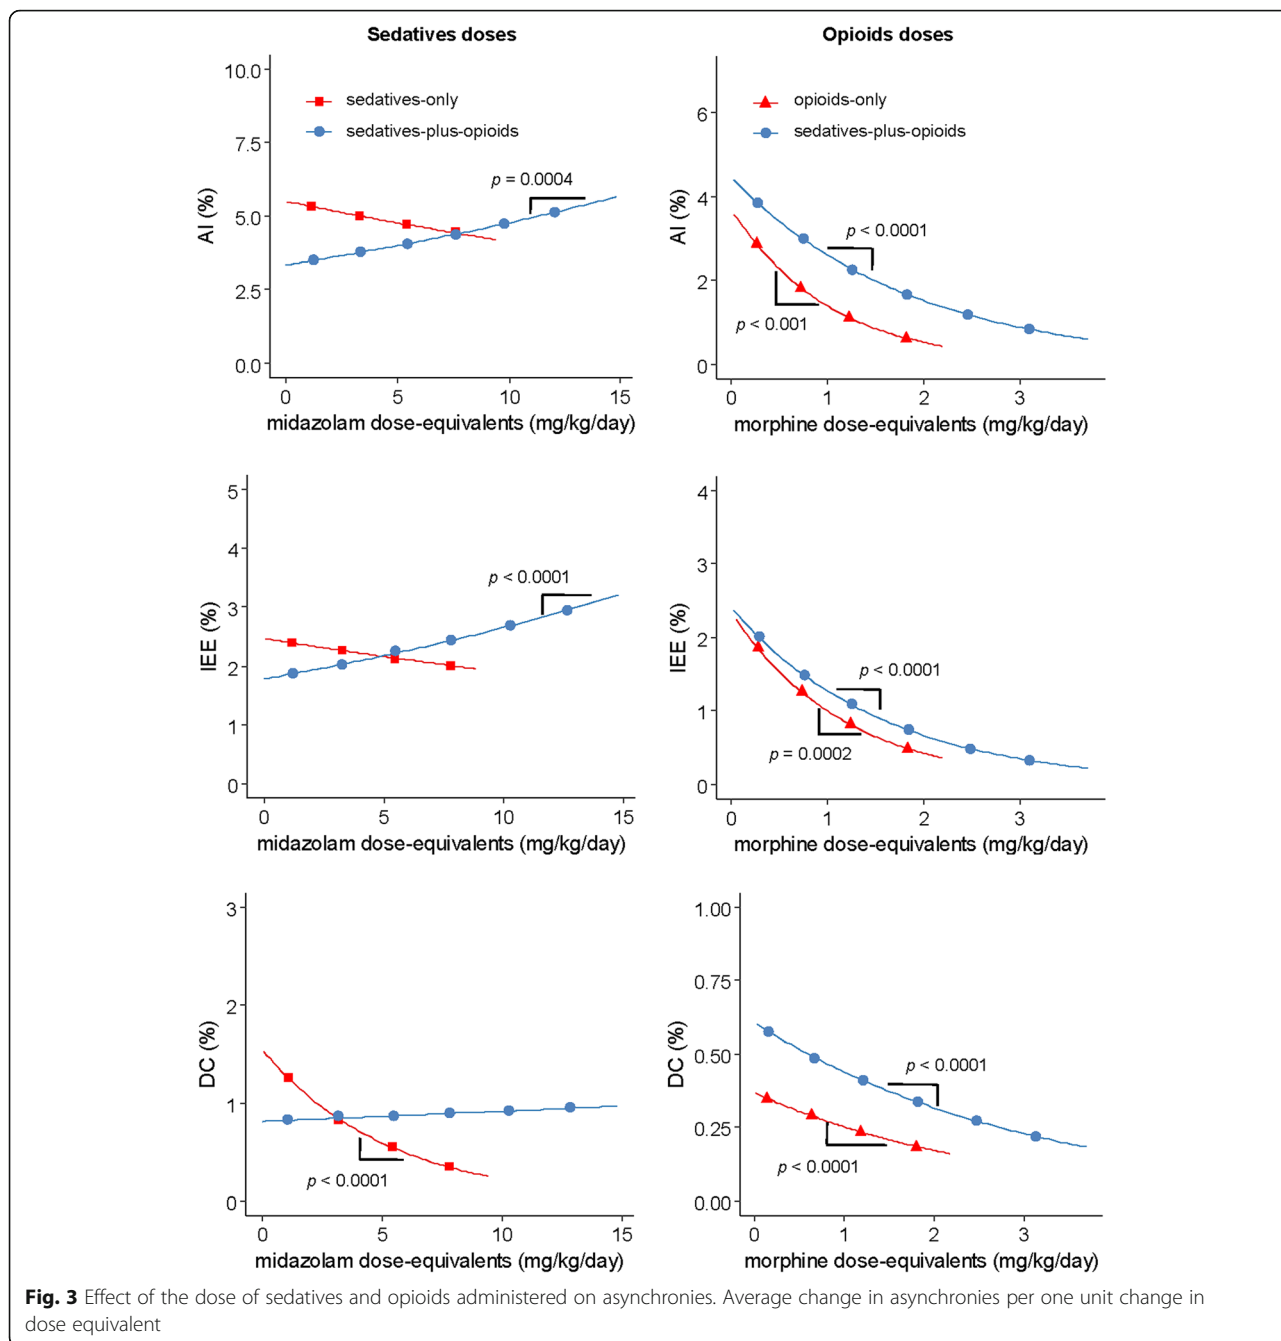 Sedatives doses
10.0
7.5
5.0
2.5
0.0
AI (%)
sedatives-only
sedatives-plus-opioids
p = 0.0004
0 5 10 15
midazolam dose-equivalents (mg/kg/day)
Opioids doses
6
4
2
0
AI (%)
opioids-only
sedatives-plus-opioids
p < 0.0001
p < 0.001
0 1 2 3
morphine dose-equivalents (mg/kg/day)
5
4
3
2
1
0
IEE (%)
p < 0.0001
0 5 10 15
midazolam dose-equivalents (mg/kg/day)
4
3
2
1
0
IEE (%)
p < 0.0001
p = 0.0002
0 1 2 3
morphine dose-equivalents (mg/kg/day)
3
2
1
0
DC (%)
p < 0.0001
0 5 10 15
midazolam dose-equivalents (mg/kg/day)
1.00
0.75
0.50
0.25
0.00
DC (%)
p < 0.0001
p < 0.0001
0 1 2 3
morphine dose-equivalents (mg/kg/day)
Fig. 3 Effect of the dose of sedatives and opioids administered on asynchronies. Average change in asynchronies per one unit change in
dose equivalent